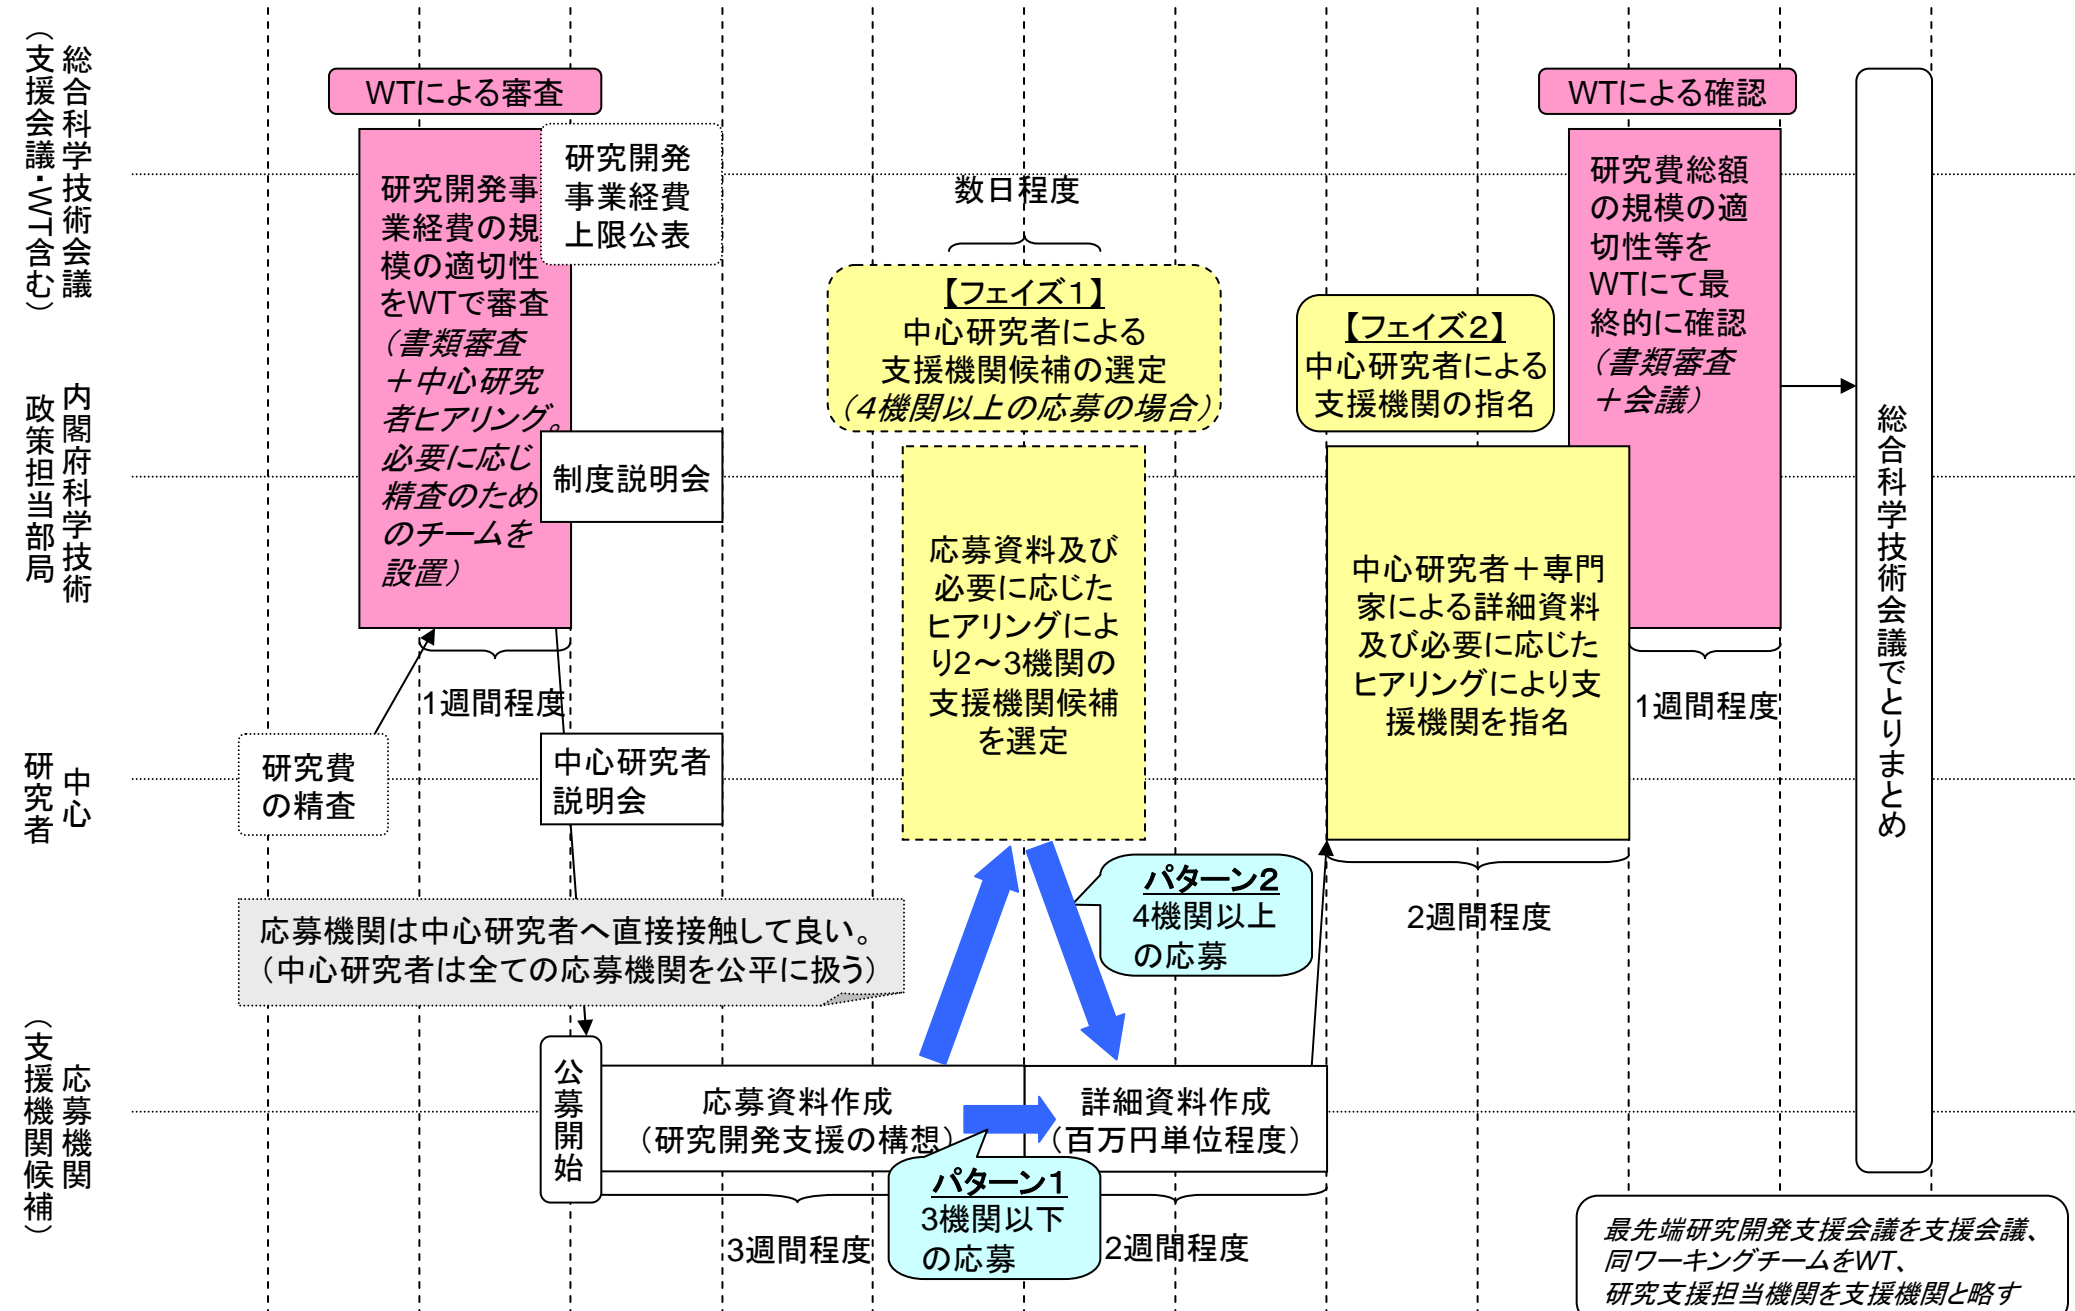 総合科学技術会議
（支援会議・WT含む）
内閣府科学技術
政策担当部局
中心
研究者
応募機関
（支援機関候補）
WTによる審査
研究開発事
業経費の規
模の適切性
をWTで審査
（書類審査
＋中心研究
者ヒアリング。
必要に応じ
精査のため
のチームを
設置）
1週間程度
研究費
の精査
研究開発
事業経費
上限公表
制度説明会
中心研究者
説明会
応募機関は中心研究者へ直接接触して良い。
（中心研究者は全ての応募機関を公平に扱う）
公募開始
応募資料作成
（研究開発支援の構想）
3週間程度
パターン1
3機関以下
の応募
数日程度
【フェイズ１】
中心研究者による
支援機関候補の選定
（４機関以上の応募の場合）
応募資料及び
必要に応じた
ヒアリングによ
り2～3機関の
支援機関候補
を選定
パターン2
4機関以上
の応募
詳細資料作成
（百万円単位程度）
2週間程度
【フェイズ２】
中心研究者による
支援機関の指名
中心研究者＋専門
家による詳細資料
及び必要に応じた
ヒアリングにより支
援機関を指名
2週間程度
WTによる確認
研究費総額
の規模の適
切性等を
WTにて最
終的に確認
（書類審査
＋会議）
1週間程度
総合科学技術会議でとりまとめ
最先端研究開発支援会議を支援会議、
同ワーキングチームをWT、
研究支援担当機関を支援機関と略す